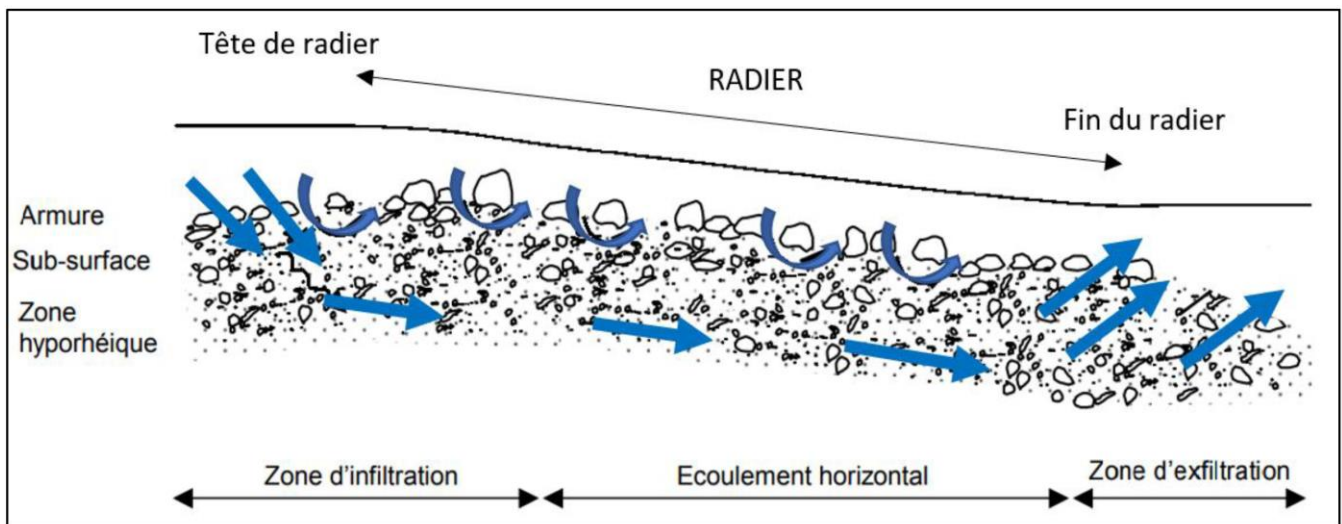 Tête de radier
RADIER
Fin du radier
Armure
Sub-surface
Zone
hyporhéique
Zone d'infiltration
Ecoulement horizontal
Zone d'exfiltration